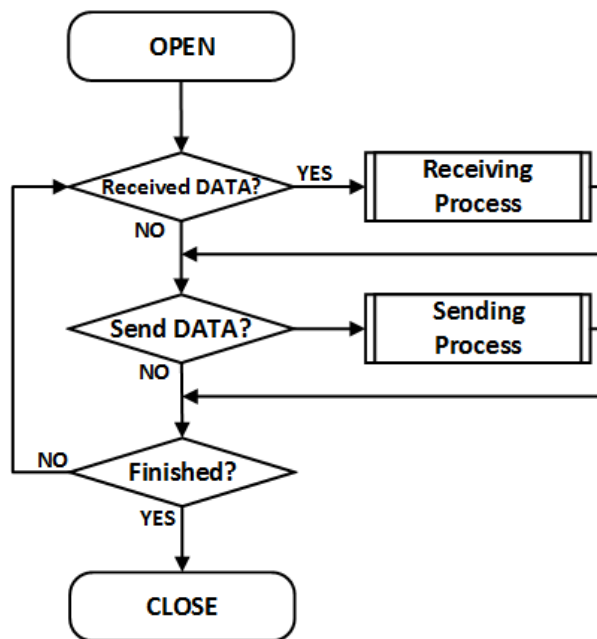 OPEN
Received DATA?
YES
Receiving
Process
NO
Send DATA?
Sending
Process
NO
Finished?
NO
YES
CLOSE